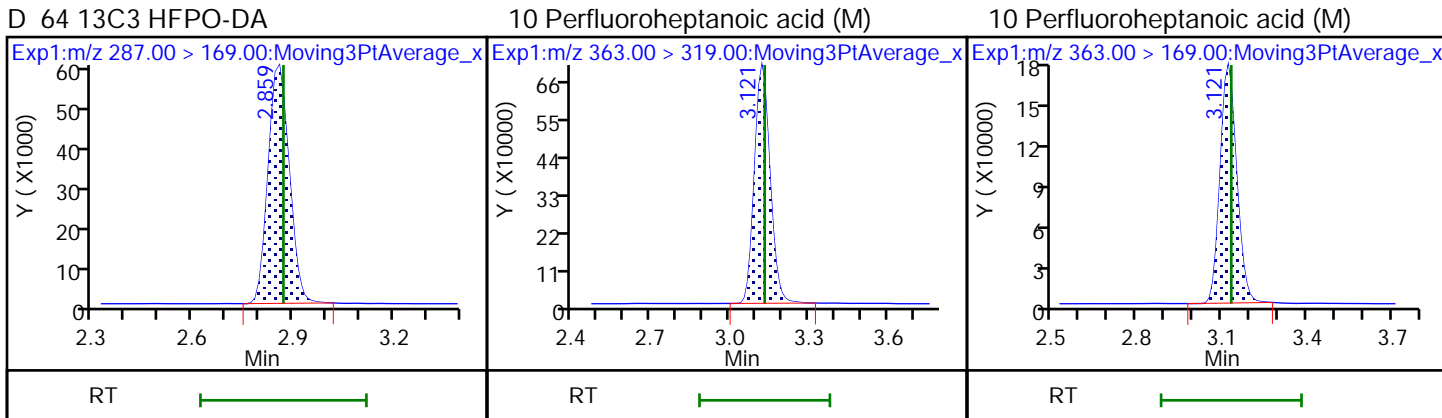 D 64 13C3 HFPO-DA
Exp1:m/z 287.00 > 169.00:Moving3PtAverage_x
60
50
40
30
20
10
0
Y ( X10000)
2.859
2.3 2.6 2.9 3.2
Min
RT
10 Perfluoroheptanoic acid (M)
Exp1:m/z 363.00 > 319.00:Moving3PtAverage_x
66
55
44
33
22
11
0
Y ( X10000)
3.121
2.4 2.7 3.0 3.3 3.6
Min
RT
10 Perfluoroheptanoic acid (M)
Exp1:m/z 363.00 > 169.00:Moving3PtAverage_x
18
15
12
9
6
3
0
Y ( X10000)
3.121
2.5 2.8 3.1 3.4 3.7
Min
RT